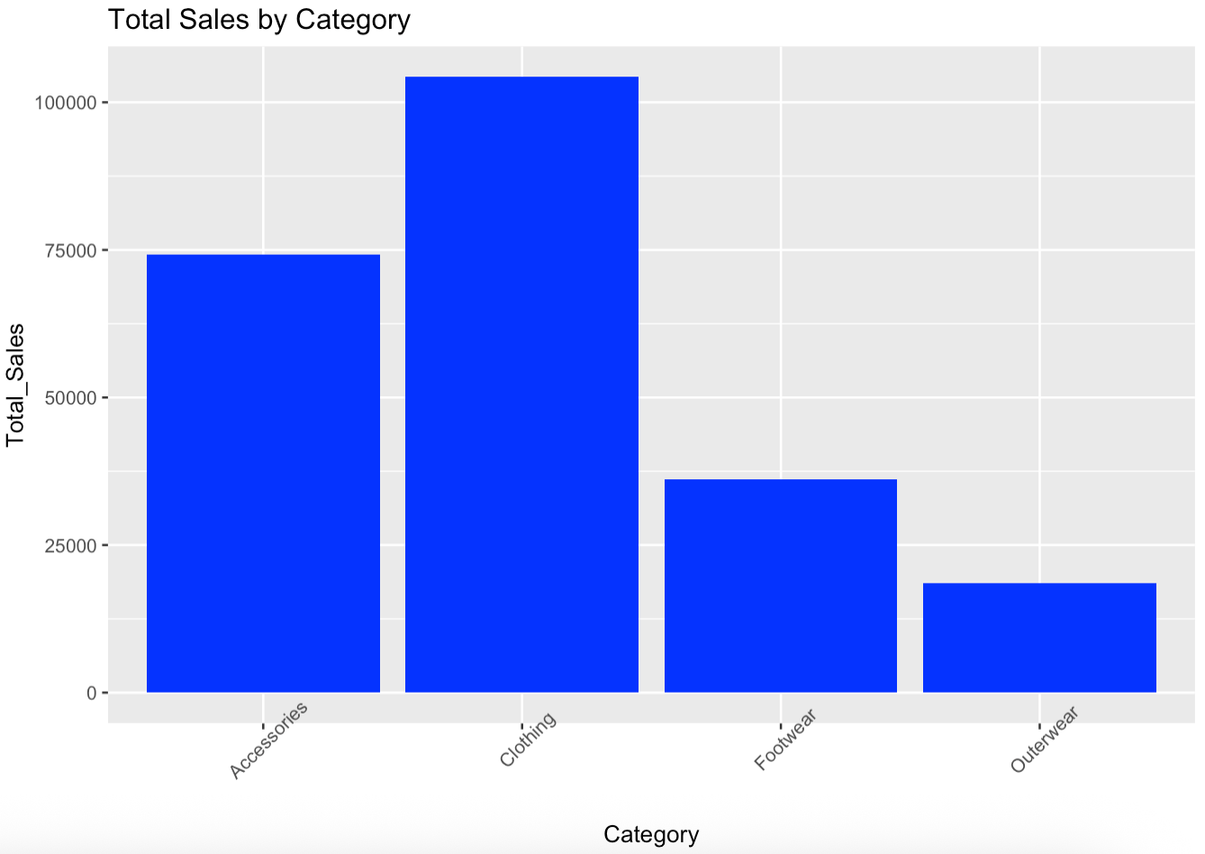 Total Sales by Category
Total_Sales
100000
75000
50000
25000
0
Accessories
Clothing
Footwear
Outerwear
Category